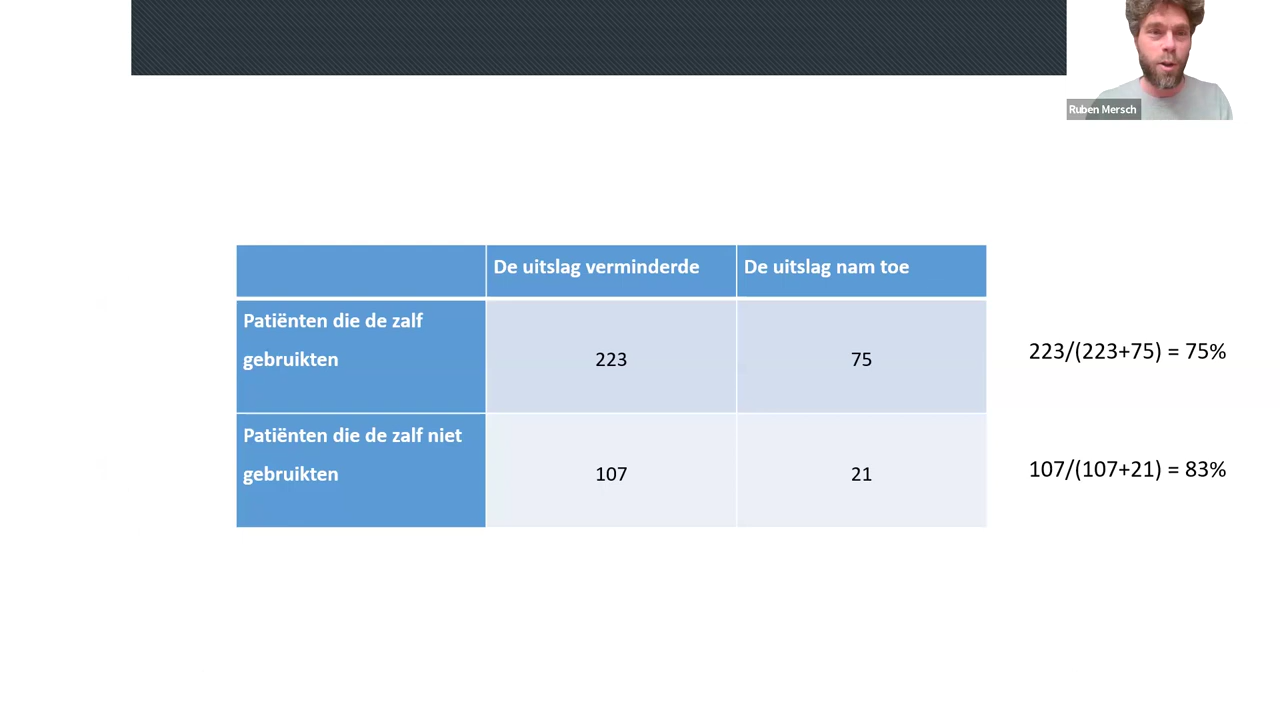 Ruben Mersch
De uitslag verminderde
De uitslag nam toe
Patiënten die de zalf
gebruikten
223
75
223/(223+75) = 75%
Patiënten die de zalf niet
gebruikten
107
21
107/(107+21) = 83%